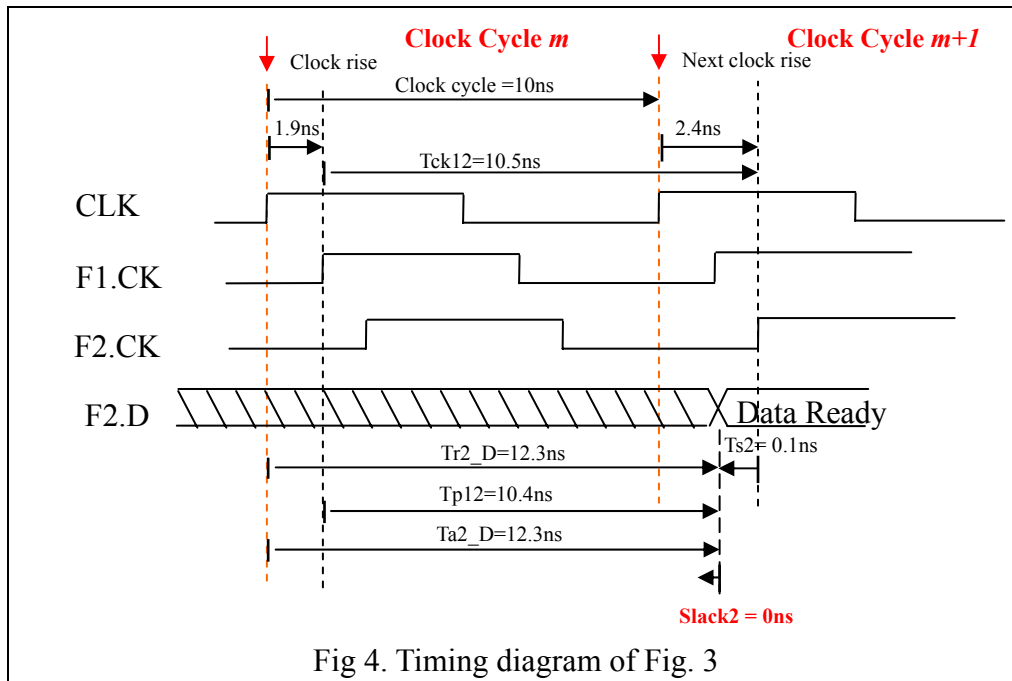 Clock Cycle m
Clock Cycle m+1
Clock rise
Next clock rise
Clock cycle =10ns
1.9ns
2.4ns
Tck12=10.5ns
CLK
F1.CK
F2.CK
F2.D
Data Ready
Tr2_D=12.3ns
Ts2= 0.1ns
Tp12=10.4ns
Ta2_D=12.3ns
Slack2 = 0ns
Fig 4. Timing diagram of Fig. 3